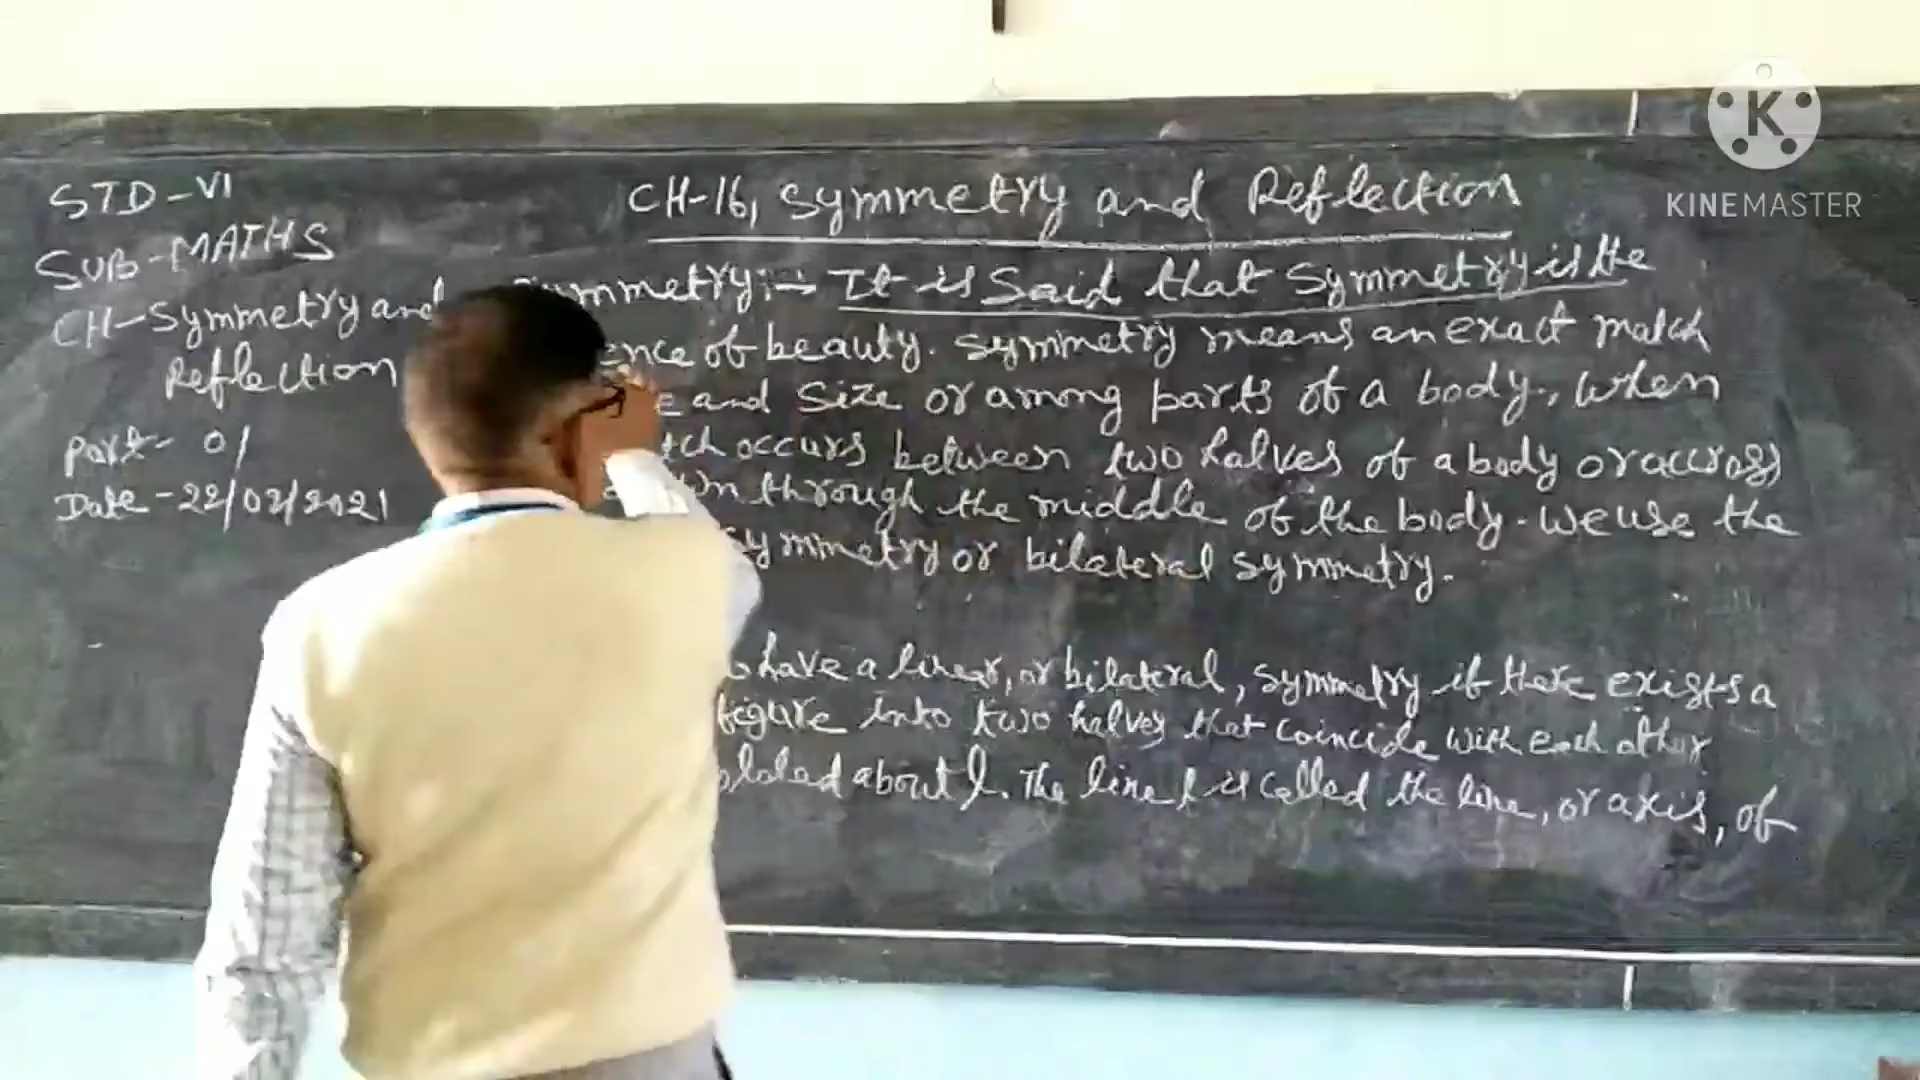 STD-VI
SUB-MATHS
CH-Symmetry and
Reflection
Part- 01
Date-22/02/2021
CH-16, Symmetry and Reflection
Symmetry:- It is Said that Symmetry is the
of beauty. Symmetry means an exact match
and Size or among parts of a body., When
occurs between two halves of a body or accross
through the middle of the body. We use the
symmetry or bilateral symmetry.
have a linear, or bilateral, symmetry if there exists a
figure into two halves that coincide with each other
about l. The line l is called the line, or axis, of
K
KINEMASTER